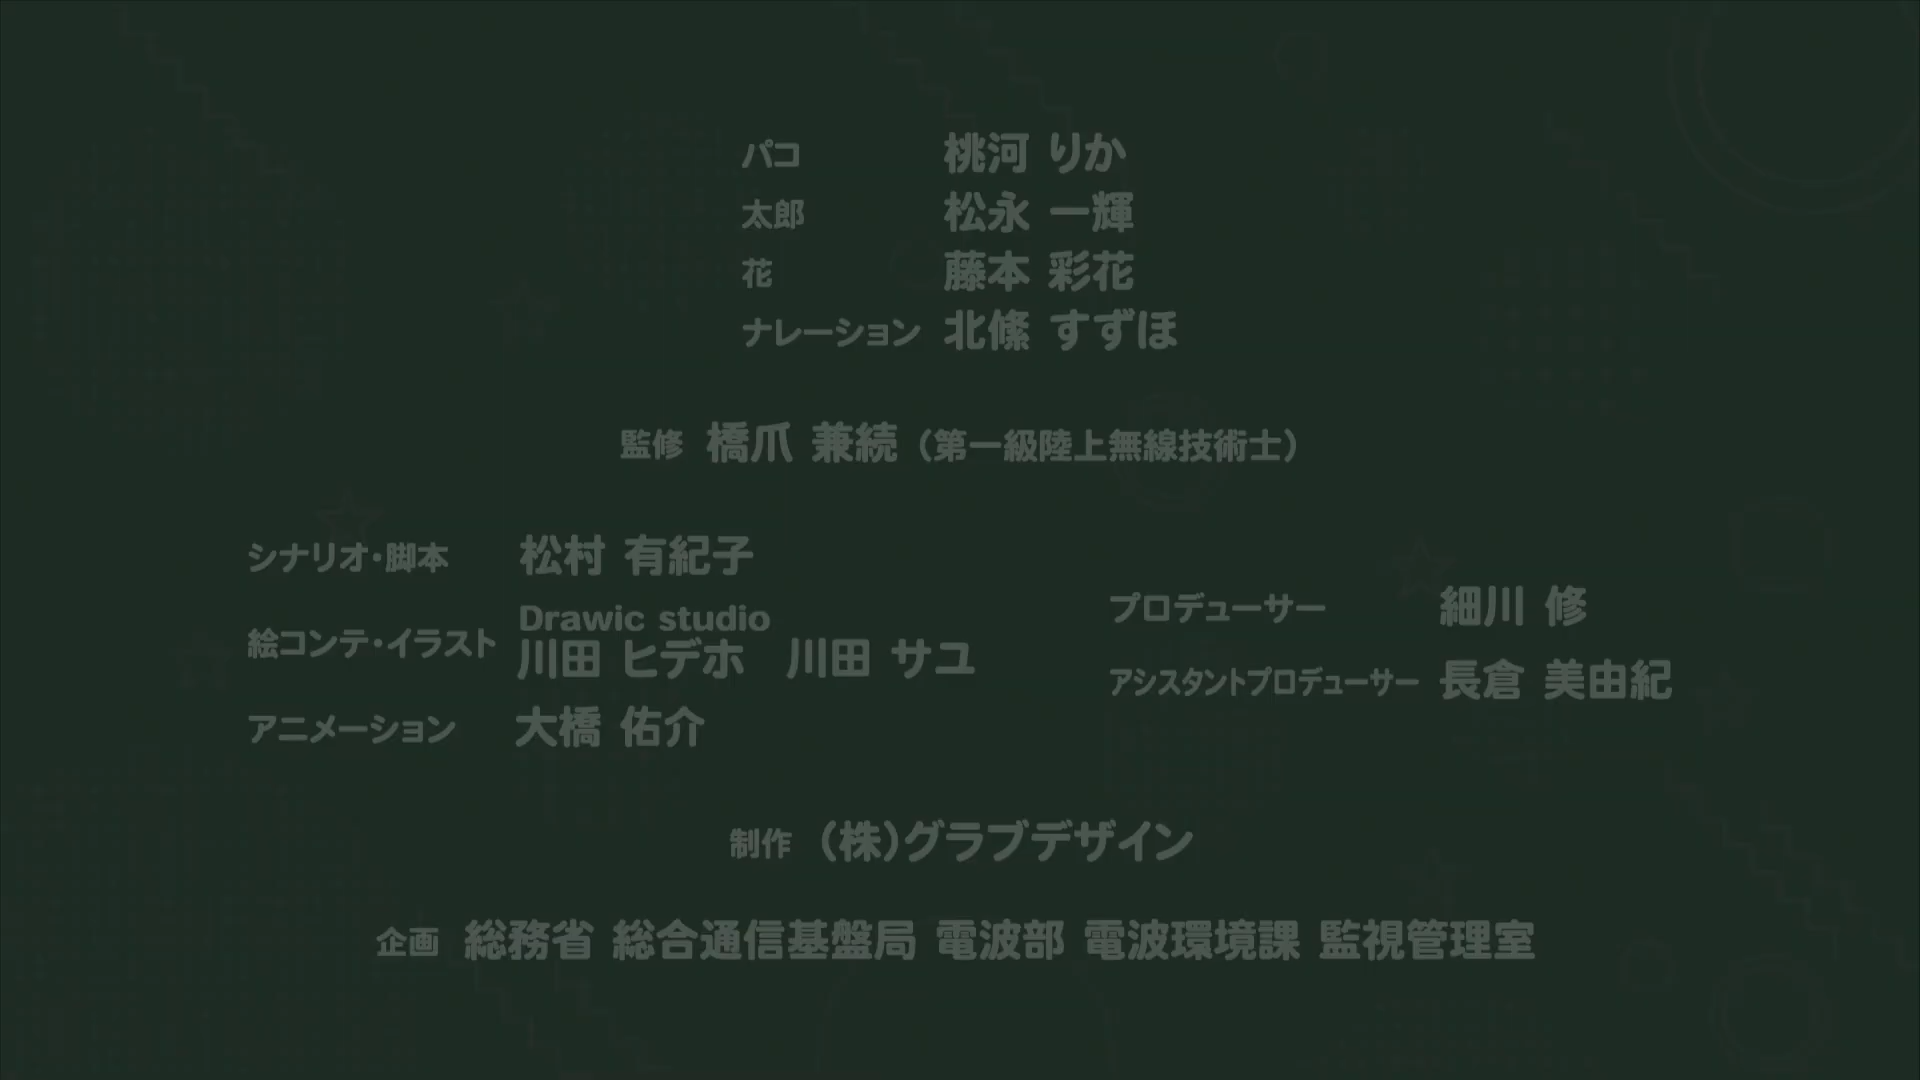 パコ 桃河 りか
太郎 松永 一輝
花 藤本 彩花
ナレーション 北條 すずほ
監修 橋爪 兼続（第一級陸上無線技術士）
シナリオ・脚本 松村 有紀子
絵コンテ・イラスト Drawic studio
川田 ヒデホ 川田 サユ
アニメーション 大橋 佑介
プロデューサー 細川 修
アシスタントプロデューサー 長倉 美由紀
制作 （株）グラブデザイン
企画 総務省 総合通信基盤局 電波部 電波環境課 監視管理室